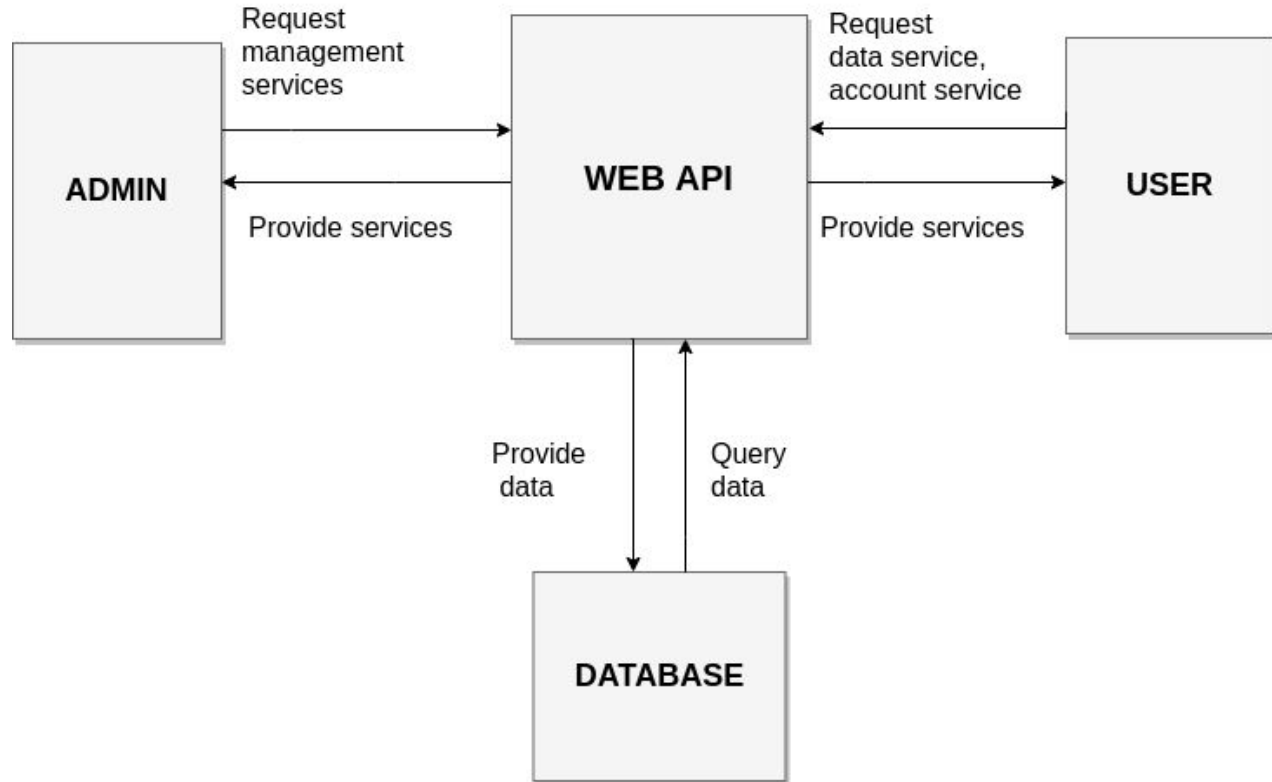 Request
management
services
ADMIN
Provide services
WEB API
Request
data service,
account service
USER
Provide services
Provide
data
Query
data
DATABASE